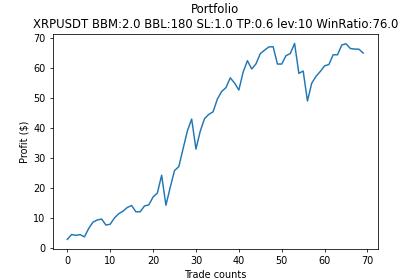 Portfolio
XRPUSDT BBM:2.0 BBL:180 SL:1.0 TP:0.6 lev:10 WinRatio:76.0
70
60
50
40
30
20
10
0
Profit ($)
0 10 20 30 40 50 60 70
Trade counts